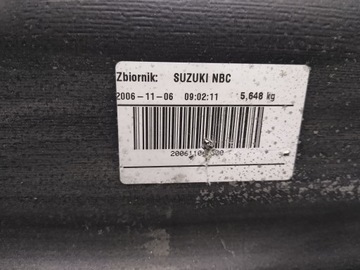 Zbiornik: SUZUKI NBC
2006-11-06 09:02:11 5,648 kg